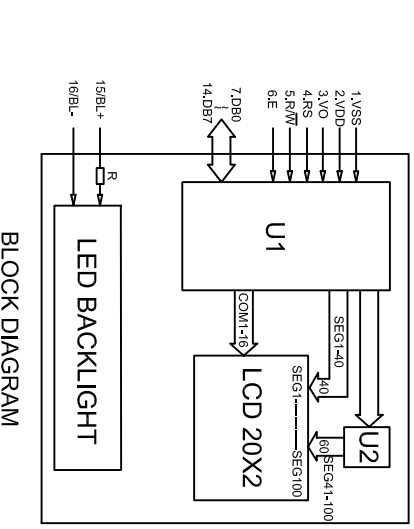 1.VSS
2.VDD
3.VO
4.RS
5.R/W
6.E
7.DB0
~~
14.DB7
15/BL+
16/BL-
R
U1
U2
SEG1-40
40
COM1-16
60
SEG41-100
SEG1————SEG100
LCD 20X2
LED BACKLIGHT
BLOCK DIAGRAM